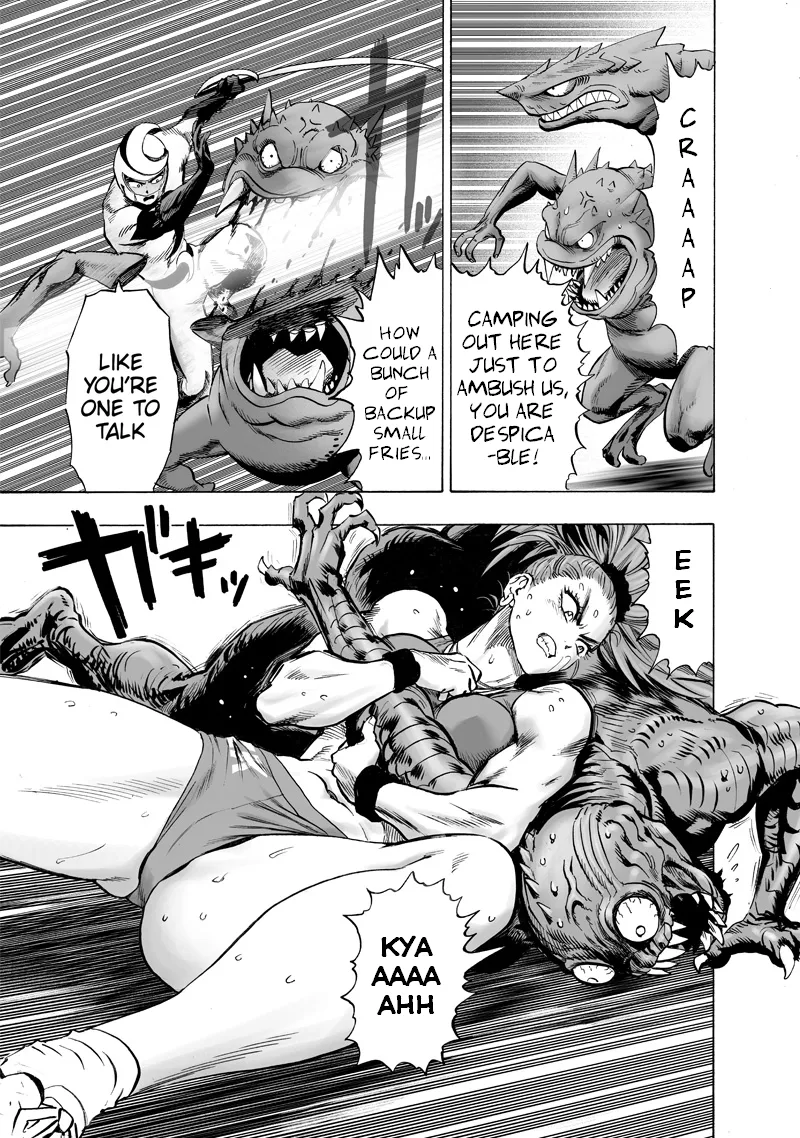 CRAAAAP
CAMPING
OUT HERE
JUST TO
AMBUSH US,
YOU ARE
DESPICA
-BLE!
ガ
HOW
COULD A
BUNCH
OF
BACKUP
SMALL
FRIES...
LIKE
YOU'RE
ONE TO
TALK
EEK
ガキッ
KYA
AAAA
AHH